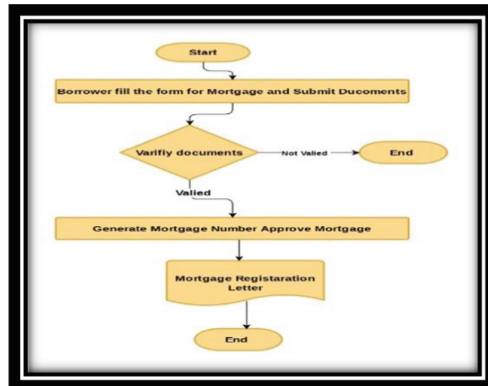 Start
Borrower fill the form for Mortgage and Submit Ducoments
Varifiy documents
Not Valied
End
Valied
Generate Mortgage Number Approve Mortgage
Mortgage Registaration
Letter
End